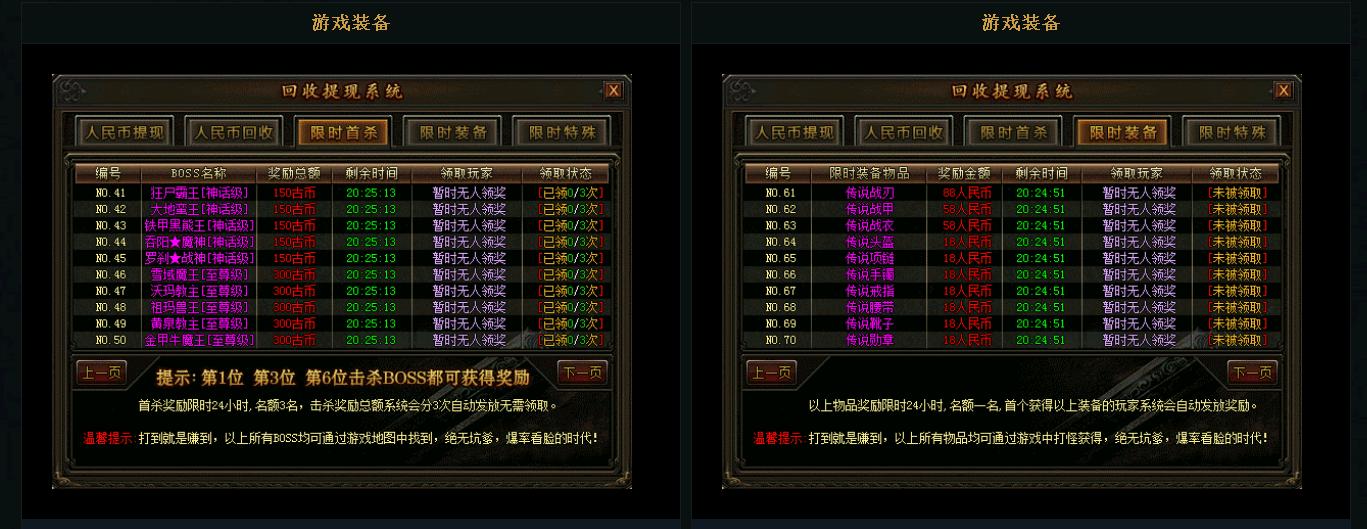 游戏装备
回收提现系统
X
人民币提现 人民币回收 限时首杀 限时装备 限时特殊
编号 BOSS名称 奖励总额 剩余时间 领取玩家 领取状态
NO.41 狂尸霸王[神话级] 150古币 20:25:13 暂时无人领奖 [已领0/3次]
NO.42 大地蛮王[神话级] 150古币 20:25:13 暂时无人领奖 [已领0/3次]
NO.43 铁甲黑熊王[神话级] 150古币 20:25:13 暂时无人领奖 [已领0/3次]
NO.44 吞阳★魔神[神话级] 150古币 20:25:13 暂时无人领奖 [已领0/3次]
NO.45 罗刹★战神[神话级] 150古币 20:25:13 暂时无人领奖 [已领0/3次]
NO.46 雪域魔王[至尊级] 300古币 20:25:13 暂时无人领奖 [已领0/3次]
NO.47 沃玛教主[至尊级] 300古币 20:25:13 暂时无人领奖 [已领0/3次]
NO.48 祖玛兽王[至尊级] 300古币 20:25:13 暂时无人领奖 [已领0/3次]
NO.49 黄泉教主[至尊级] 300古币 20:25:13 暂时无人领奖 [已领0/3次]
NO.50 金甲牛魔王[至尊级] 300古币 20:25:13 暂时无人领奖 [已领0/3次]
上一页 提示: 第1位 第3位 第6位击杀BOSS都可获得奖励 下一页
首杀奖励限时24小时,名额3名，击杀奖励总额系统会分3次自动发放无需领取。
温馨提示:打到就是赚到，以上所有BOSS均可通过游戏地图中找到，绝无坑爹，爆率看脸的时代!
游戏装备
回收提现系统
X
人民币提现 人民币回收 限时首杀 限时装备 限时特殊
编号 限时装备物品 奖励金额 剩余时间 领取玩家 领取状态
NO.61 传说战刃 88人民币 20:24:51 暂时无人领奖 [未被领取]
NO.62 传说战甲 58人民币 20:24:51 暂时无人领奖 [未被领取]
NO.63 传说战衣 58人民币 20:24:51 暂时无人领奖 [未被领取]
NO.64 传说头盔 18人民币 20:24:51 暂时无人领奖 [未被领取]
NO.65 传说项链 18人民币 20:24:51 暂时无人领奖 [未被领取]
NO.66 传说手镯 18人民币 20:24:51 暂时无人领奖 [未被领取]
NO.67 传说戒指 18人民币 20:24:51 暂时无人领奖 [未被领取]
NO.68 传说腰带 18人民币 20:24:51 暂时无人领奖 [未被领取]
NO.69 传说靴子 18人民币 20:24:51 暂时无人领奖 [未被领取]
NO.70 传说勋章 18人民币 20:24:51 暂时无人领奖 [未被领取]
上一页 下一页
以上物品奖励限时24小时,名额一名,首个获得以上装备的玩家系统会自动发放奖励。
温馨提示:打到就是赚到，以上所有物品均可通过游戏中打怪获得，绝无坑爹，爆率看脸的时代!